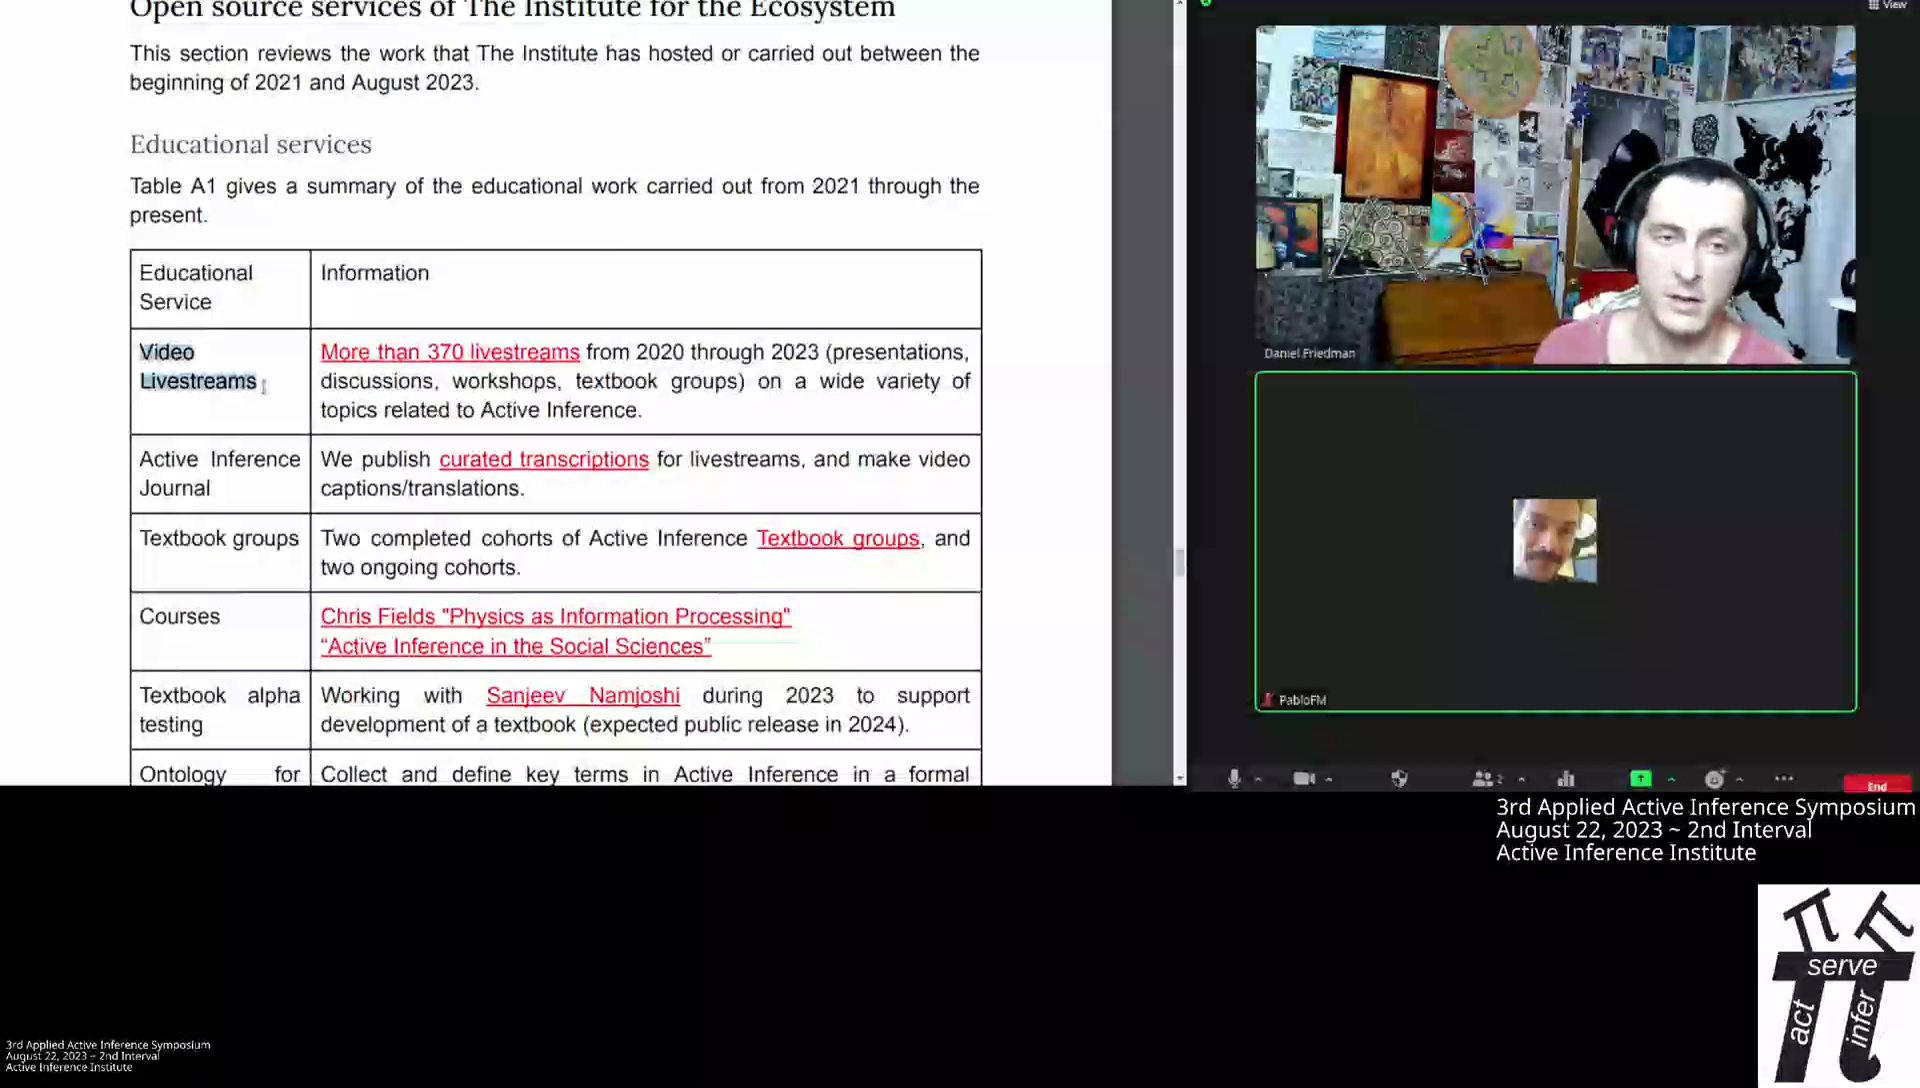 Open source services of The Institute for the Ecosystem
This section reviews the work that The Institute has hosted or carried out between the
beginning of 2021 and August 2023.
Educational services
Table A1 gives a summary of the educational work carried out from 2021 through the
present.
Educational
Service
Information
Video
Livestreams
More than 370 livestreams from 2020 through 2023 (presentations,
discussions, workshops, textbook groups) on a wide variety of
topics related to Active Inference.
Active Inference
Journal
We publish curated transcriptions for livestreams, and make video
captions/translations.
Textbook groups
Two completed cohorts of Active Inference Textbook groups, and
two ongoing cohorts.
Courses
Chris Fields "Physics as Information Processing"
“Active Inference in the Social Sciences”
Textbook alpha
testing
Working with Sanjeev Namjoshi during 2023 to support
development of a textbook (expected public release in 2024).
Ontology for
Collect and define key terms in Active Inference in a formal
View
Daniel Friedman
PabloFM
2
End
3rd Applied Active Inference Symposium
August 22, 2023 ~ 2nd Interval
Active Inference Institute
serve
act
infer
3rd Applied Active Inference Symposium
August 22, 2023 ~ 2nd Interval
Active Inference Institute